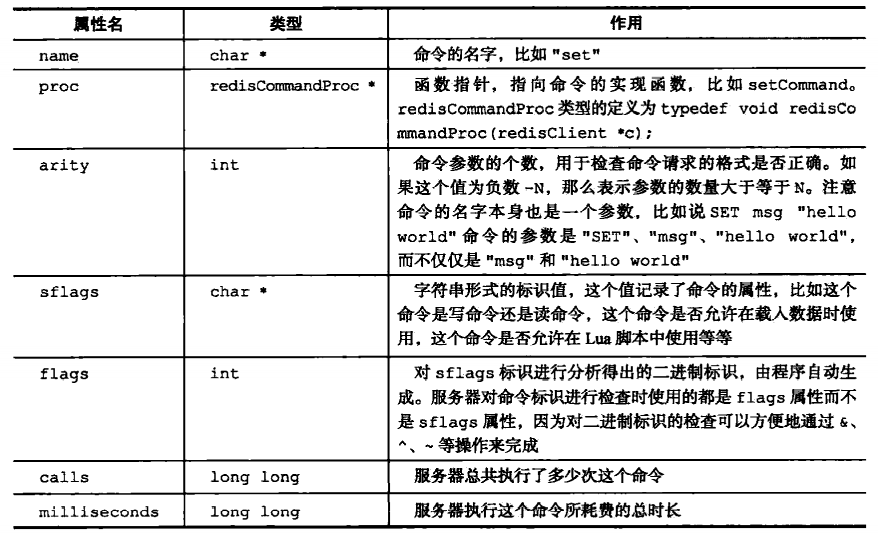 属性名 类型 作用
name char * 命令的名字，比如 "set"
proc redisCommandProc * 函数指针，指向命令的实现函数，比如 setCommand。
redisCommandProc 类型的定义为 typedef void redisCo
mmandProc(redisClient *c);
arity int 命令参数的个数，用于检查命令请求的格式是否正确。如
果这个值为负数 -N，那么表示参数的数量大于等于 N。注意
命令的名字本身也是一个参数，比如说 SET msg "hello
world" 命令的参数是 "SET"、"msg"、"hello world"，
而不仅仅是 "msg" 和 "hello world"
sflags char * 字符串形式的标识值，这个值记录了命令的属性，比如这个
命令是写命令还是读命令，这个命令是否允许在载入数据时使
用，这个命令是否允许在 Lua 脚本中使用等等
flags int 对 sflags 标识进行分析得出的二进制标识，由程序自动生
成。服务器对命令标识进行检查时使用的都是 flags 属性而不
是 sflags 属性，因为对二进制标识的检查可以方便地通过 &、
^、~ 等操作来完成
calls long long 服务器总共执行了多少次这个命令
milliseconds long long 服务器执行这个命令所耗费的总时长